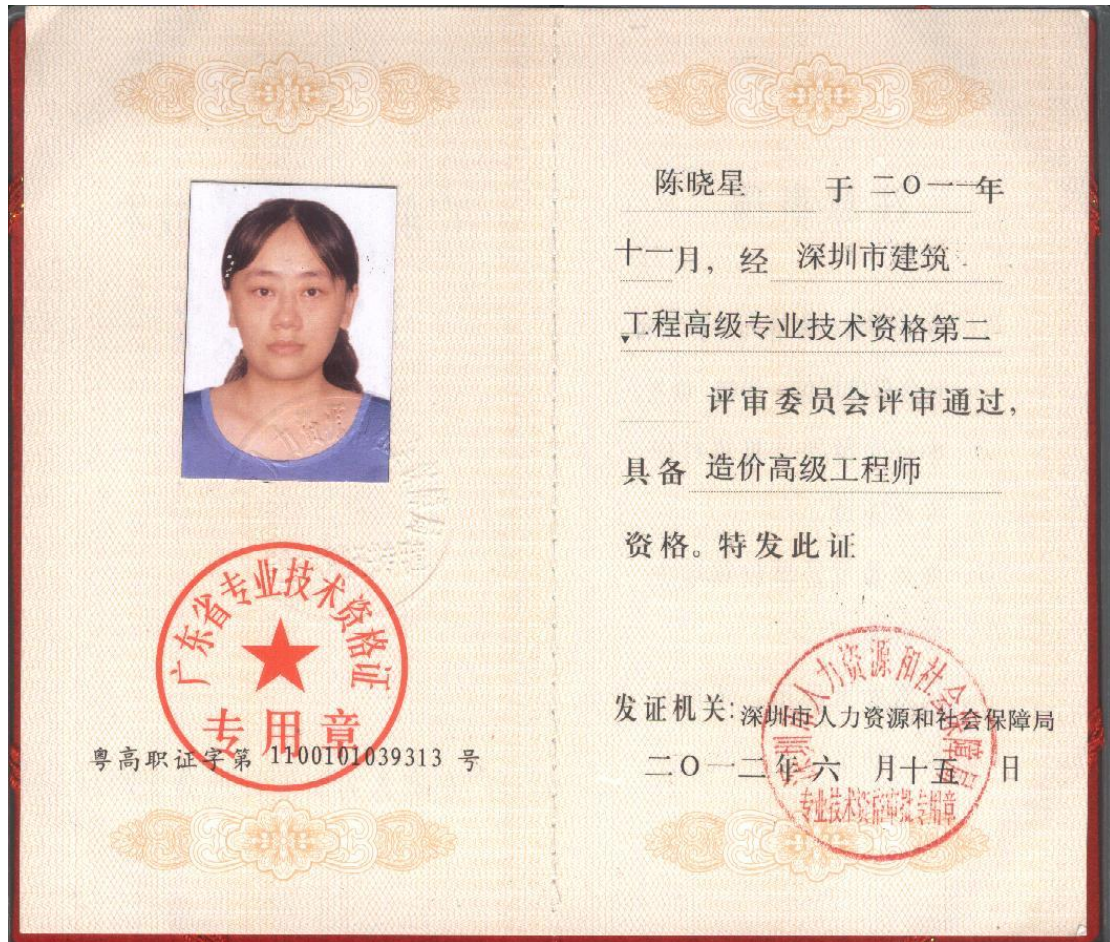 广东省专业技术资格证
专用章
粤高职证字第 1100101039313 号
陈晓星 于 二O一一年
十一月，经 深圳市建筑
工程高级专业技术资格第二
评审委员会评审通过，
具备 造价高级工程师
资格。特发此证
发证机关：深圳市人力资源和社会保障局
二O一二年 六 月十五 日
深圳市人力资源和社会保障局
专业技术资格审批专用章